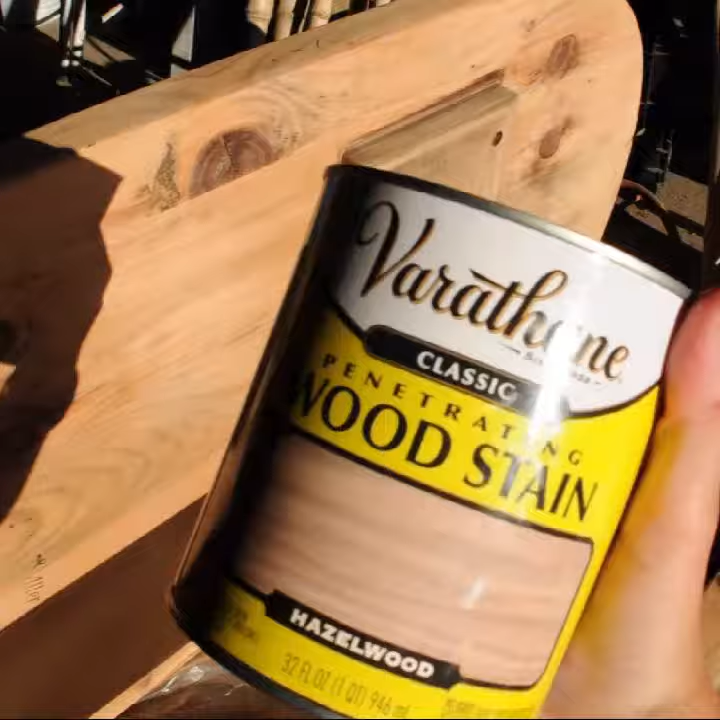 Varathane
CLASSIC
PENETRATING
WOOD STAIN
HAZELWOOD
32 FL OZ (1 QT) 946 ml